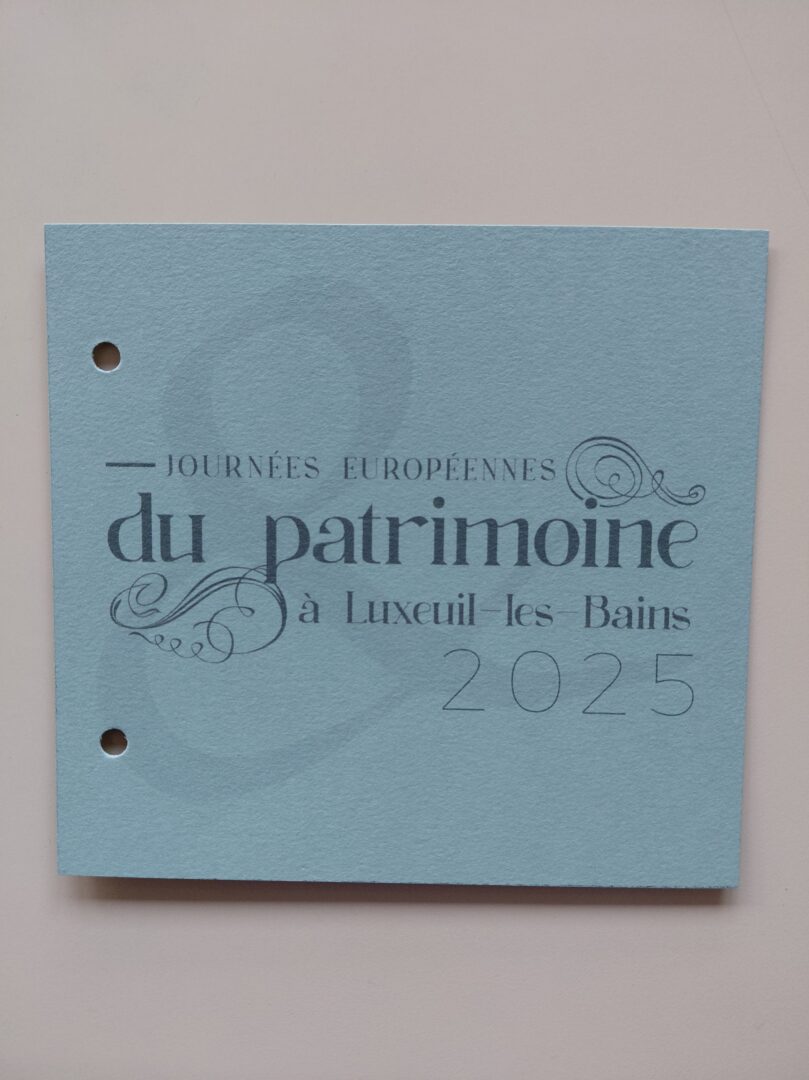 JOURNÉES EUROPÉENNES
du patrimoine
à Luxeuil-les-Bains
2025